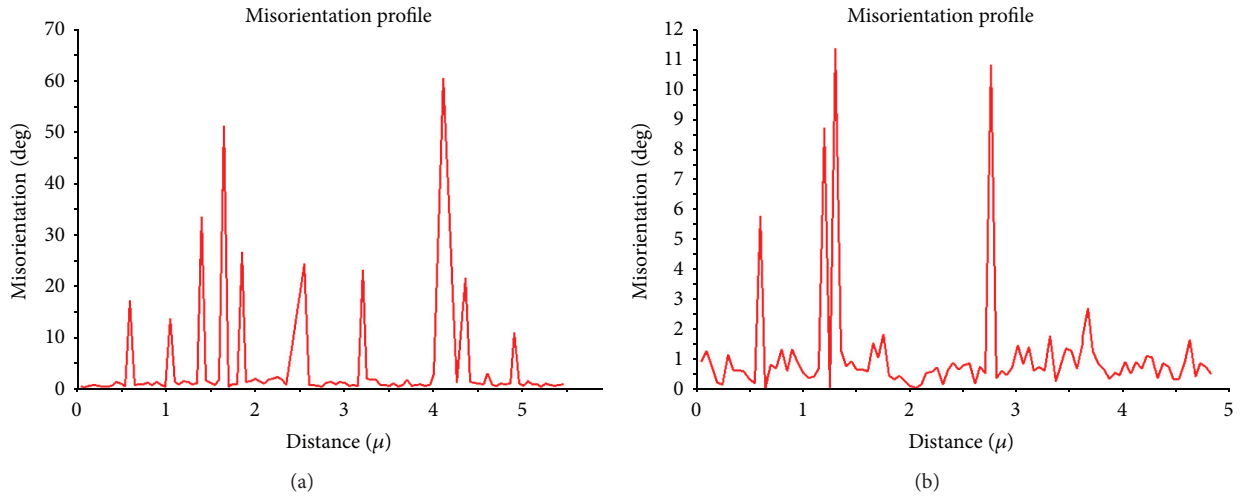 Misorientation profile
70
60
50
40
30
20
10
0
Misorientation (deg)
0 1 2 3 4 5
Distance (μ)
(a)
Misorientation profile
12
11
10
9
8
7
6
5
4
3
2
1
0
Misorientation (deg)
0 1 2 3 4 5
Distance (μ)
(b)